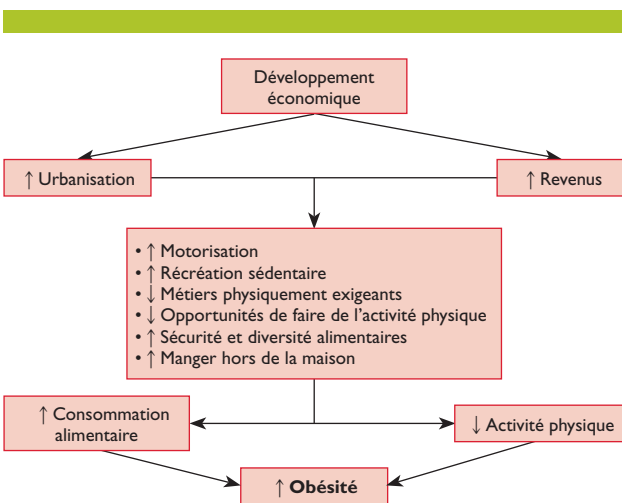 Développement
économique
↑ Urbanisation
↑ Revenus
• ↑ Motorisation
• ↑ Récréation sédentaire
• ↓ Métiers physiquement exigeants
• ↓ Opportunités de faire de l'activité physique
• ↑ Sécurité et diversité alimentaires
• ↑ Manger hors de la maison
↑ Consommation
alimentaire
↓ Activité physique
↑ Obésité